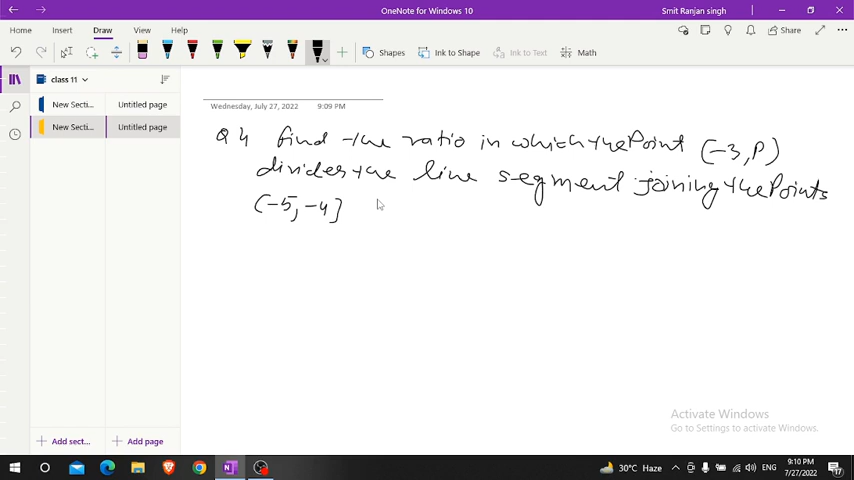 OneNote for Windows 10
Smit Ranjan singh
Home Insert Draw View Help
Share
Shapes
Ink to Shape
Ink to Text
Math
class 11
New Secti...
Untitled page
New Secti...
Untitled page
Wednesday, July 27, 2022 9:09 PM
Q 4 find the ratio in which the Point (-3, P)
divides the line segment joining the Points
(-5, -4)
Activate Windows
Go to Settings to activate Windows.
Add sect...
Add page
30°C Haze
ENG
9:10 PM
7/27/2022
17